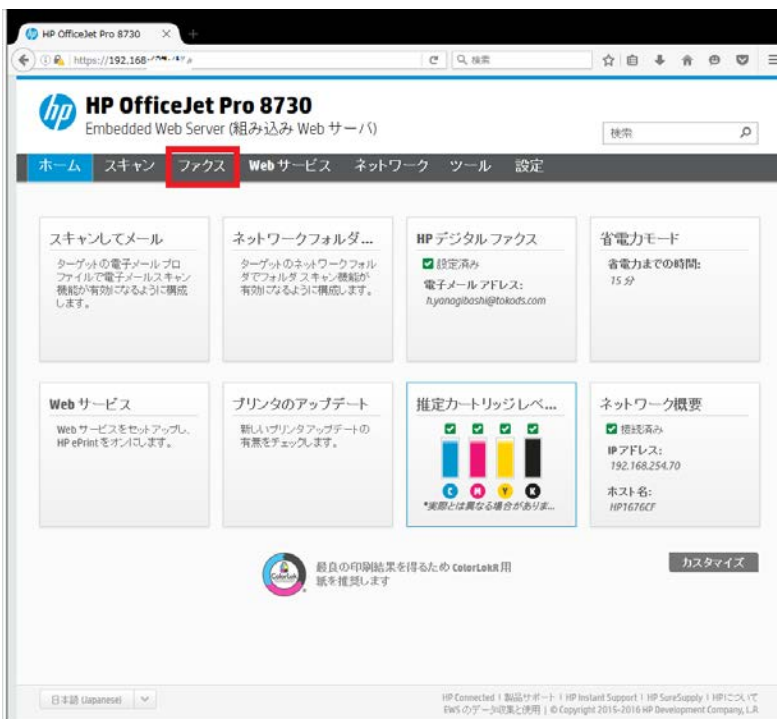 HP OfficeJet Pro 8730
https://192.168
検索
hp
HP OfficeJet Pro 8730
Embedded Web Server (組み込み Web サーバ)
検索
ホーム スキャン ファクス Web サービス ネットワーク ツール 設定
スキャンしてメール
ターゲットの電子メール プロ
ファイルで電子メールスキャン
機能が有効になるように構成
します。
ネットワークフォルダ...
ターゲットのネットワークフォル
ダでフォルダ スキャン機能が
有効になるように構成します。
HP デジタル ファクス
設定済み
電子メール アドレス:
h.yanagibashi@tokods.com
省電力モード
省電力までの時間:
15 分
Web サービス
Web サービスをセットアップし、
HP ePrint をオンにします。
プリンタのアップデート
新しいプリンタ アップデートの
有無をチェックします。
推定カートリッジレベ...
C M Y K
*実際とは異なる場合がありま...
ネットワーク概要
接続済み
IP アドレス:
192.168.254.70
ホスト名:
HP1676CF
ColorLok
最良の印刷結果を得るため ColorLokR 用
紙を推奨します
カスタマイズ
日本語 (Japanese)
HP Connected | 製品サポート | HP Instant Support | HP SureSupply | HPについて
EWS のデータ収集と使用 | © Copyright 2015-2016 HP Development Company, L.P.